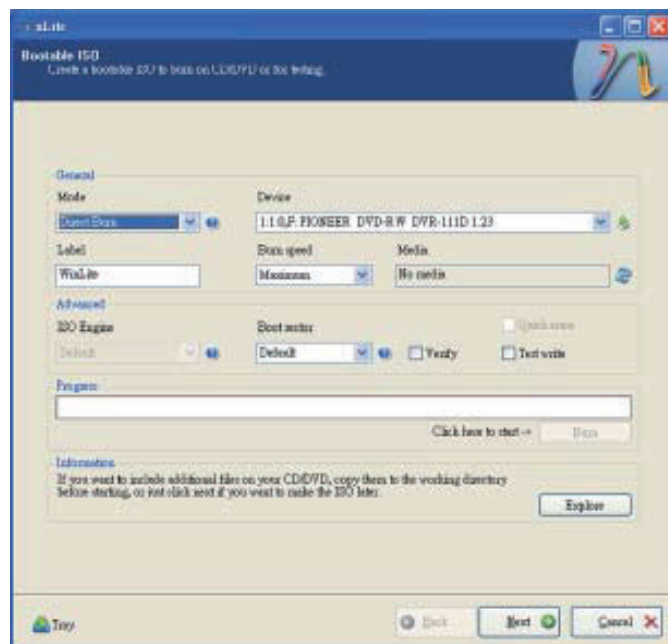 nLite
Bootable ISO
Create a bootable ISO to burn on CD/DVD or for testing.
General
Mode Device
Direct Burn 1:1:0,F: PIONEER DVD-RW DVR-111D 1.23
Label Burn speed Media
WinLite Maximum No media
Advanced
ISO Engine Boot sector Quick erase
Default Default Verify Test write
Progress
Click here to start -> Burn
Information
If you want to include additional files on your CD/DVD, copy them to the working directory
before starting, or just click next if you want to make the ISO later.
Explore
Tray Back Next Cancel